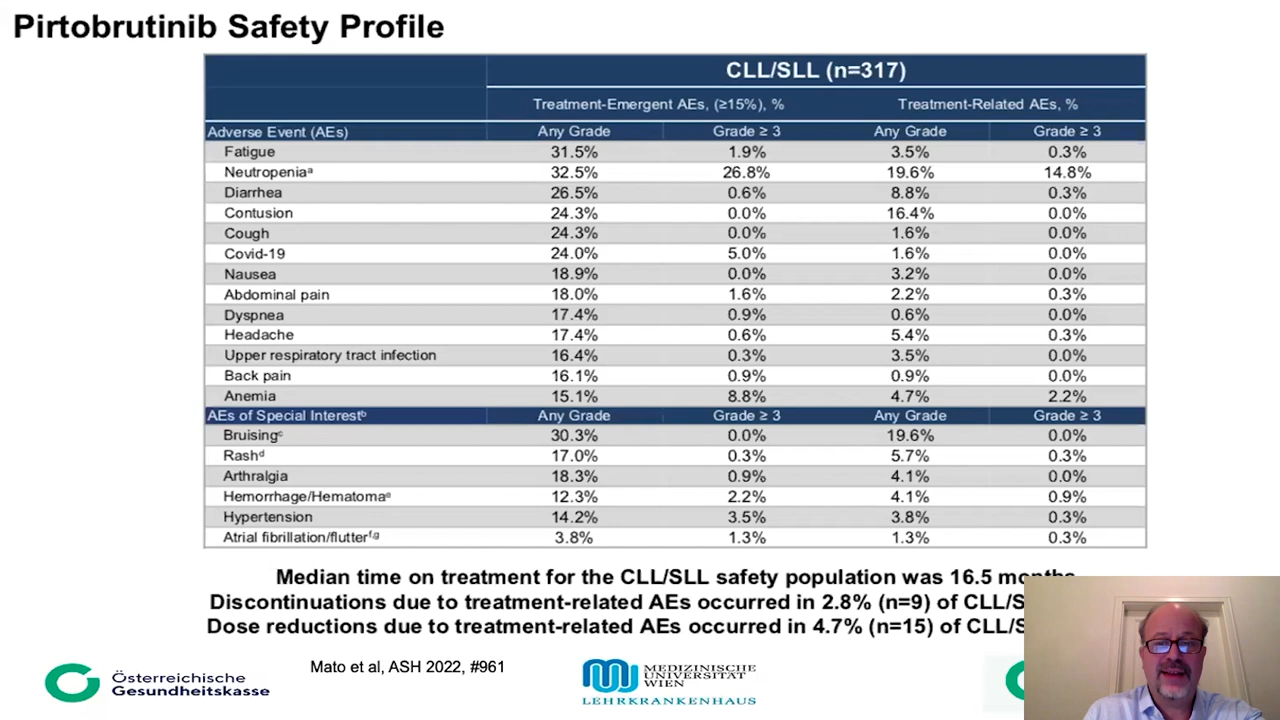 Pirtobrutinib Safety Profile
CLL/SLL (n=317)
Treatment-Emergent AEs, (≥15%), % Treatment-Related AEs, %
Adverse Event (AEs) Any Grade Grade ≥ 3 Any Grade Grade ≥ 3
Fatigue 31.5% 1.9% 3.5% 0.3%
Neutropeniaᵃ 32.5% 26.8% 19.6% 14.8%
Diarrhea 26.5% 0.6% 8.8% 0.3%
Contusion 24.3% 0.0% 16.4% 0.0%
Cough 24.3% 0.0% 1.6% 0.0%
Covid-19 24.0% 5.0% 1.6% 0.0%
Nausea 18.9% 0.0% 3.2% 0.0%
Abdominal pain 18.0% 1.6% 2.2% 0.3%
Dyspnea 17.4% 0.9% 0.6% 0.0%
Headache 17.4% 0.6% 5.4% 0.3%
Upper respiratory tract infection 16.4% 0.3% 3.5% 0.0%
Back pain 16.1% 0.9% 0.9% 0.0%
Anemia 15.1% 8.8% 4.7% 2.2%
AEs of Special Interestᵇ Any Grade Grade ≥ 3 Any Grade Grade ≥ 3
Bruisingᶜ 30.3% 0.0% 19.6% 0.0%
Rashᵈ 17.0% 0.3% 5.7% 0.3%
Arthralgia 18.3% 0.9% 4.1% 0.0%
Hemorrhage/Hematomaᵉ 12.3% 2.2% 4.1% 0.9%
Hypertension 14.2% 3.5% 3.8% 0.3%
Atrial fibrillation/flutterᶠ,ᵍ 3.8% 1.3% 1.3% 0.3%
Median time on treatment for the CLL/SLL safety population was 16.5 months
Discontinuations due to treatment-related AEs occurred in 2.8% (n=9) of
Dose reductions due to treatment-related AEs occurred in 4.7% (n=15) of
Mato et al, ASH 2022, #961
Österreichische
Gesundheitskasse
MEDIZINISCHE
UNIVERSITÄT
WIEN
LEHRKRANKENHAUS